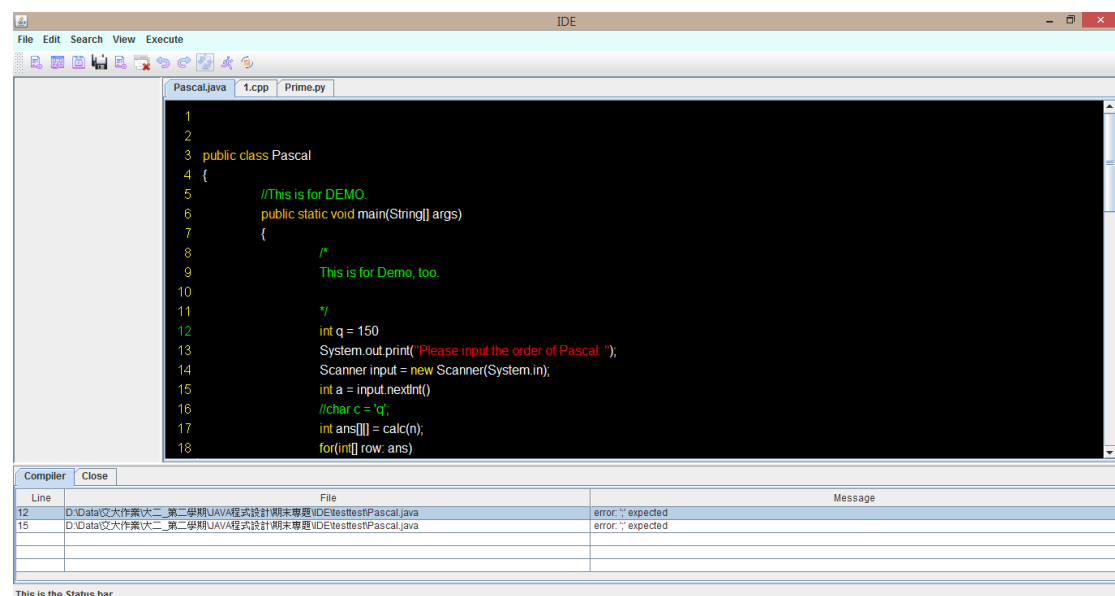 IDE
File Edit Search View Execute
Pascal.java 1.cpp Prime.py
1
2
3 public class Pascal
4 {
5 //This is for DEMO.
6 public static void main(String[] args)
7 {
8 /*
9 This is for Demo, too.
10
11 */
12 int q = 150
13 System.out.print("Please input the order of Pascal: ");
14 Scanner input = new Scanner(System.in);
15 int a = input.nextInt()
16 //char c = 'q';
17 int ans[][] = calc(n);
18 for(int[] row: ans)
Compiler Close
Line File Message
12 D:\Data\交大作業\大二_第二學期\JAVA程式設計\期末專題\IDE\testtest\Pascal.java error: ';' expected
15 D:\Data\交大作業\大二_第二學期\JAVA程式設計\期末專題\IDE\testtest\Pascal.java error: ';' expected
This is the Status bar